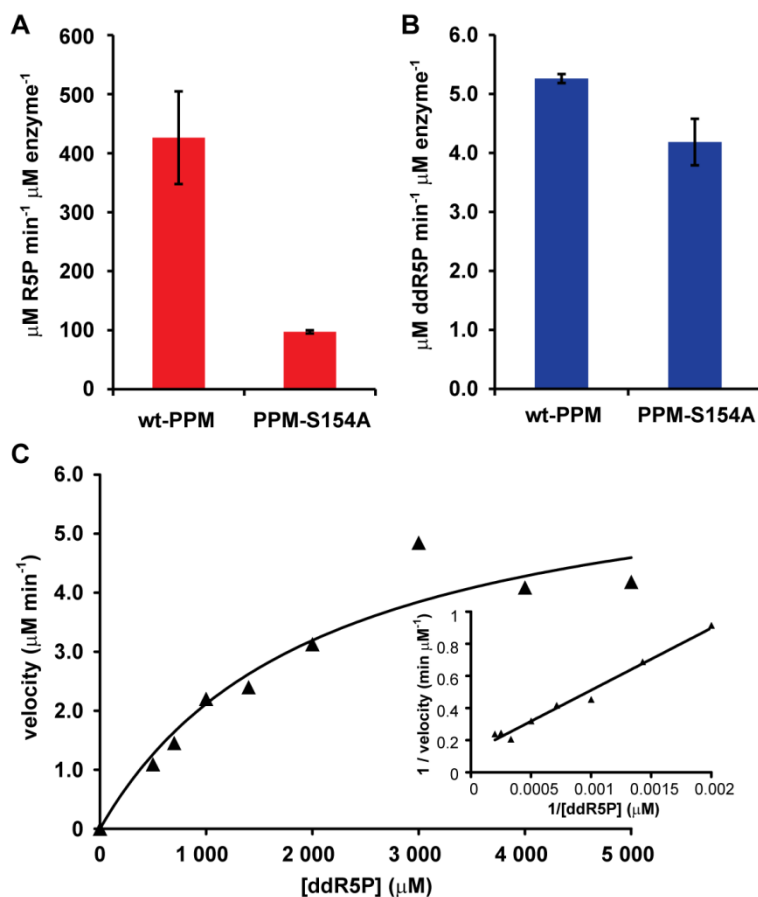 A
μM R5P min⁻¹ μM enzyme⁻¹
600
500
400
300
200
100
0
wt-PPM PPM-S154A
B
μM ddR5P min⁻¹ μM enzyme⁻¹
6.0
5.0
4.0
3.0
2.0
1.0
0.0
wt-PPM PPM-S154A
C
velocity (μM min⁻¹)
6.0
5.0
4.0
3.0
2.0
1.0
0
0 1 000 2 000 3 000 4 000 5 000
[ddR5P] (μM)
1 / velocity (min μM⁻¹)
1
0.8
0.6
0.4
0.2
0
0 0.0005 0.001 0.0015 0.002
1/[ddR5P] (μM)